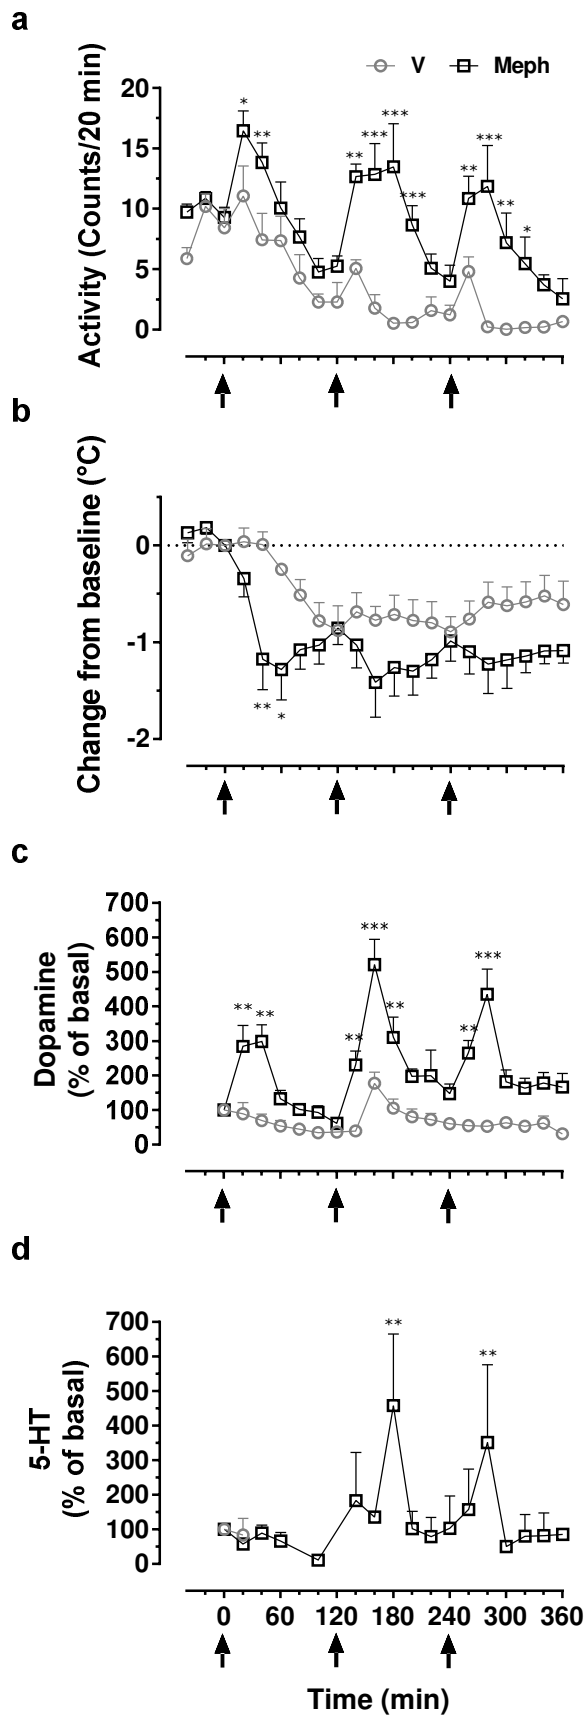 a
V Meph
Activity (Counts/20 min)
20
15
10
5
0
* ** ** *** *** *** ** *** ** *
b
Change from baseline (°C)
0
-1
-2
** *
c
Dopamine
(% of basal)
700
600
500
400
300
200
100
0
** ** ** *** ** ** ***
d
5-HT
(% of basal)
700
600
500
400
300
200
100
0
** **
0 60 120 180 240 300 360
Time (min)